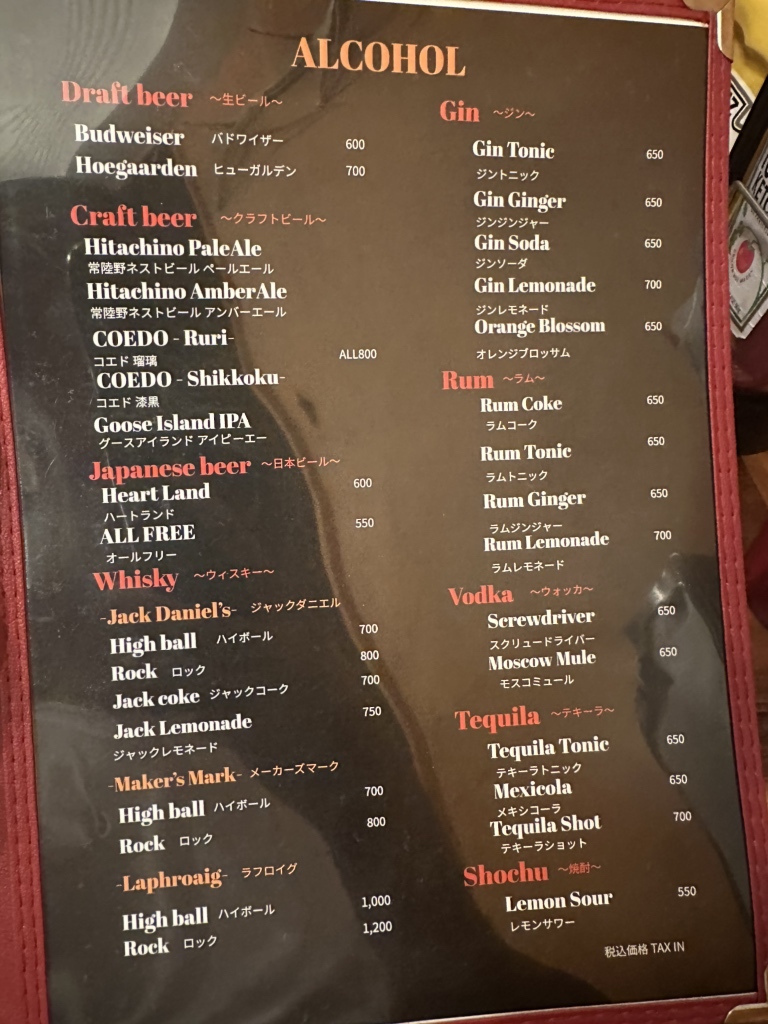 ALCOHOL
Draft beer ～生ビール～
Budweiser バドワイザー 600
Hoegaarden ヒューガルデン 700
Craft beer ～クラフトビール～
Hitachino PaleAle
常陸野ネストビール ペールエール
Hitachino AmberAle
常陸野ネストビール アンバーエール
COEDO - Ruri-
コエド 瑠璃
ALL800
COEDO - Shikkoku-
コエド 漆黒
Goose Island IPA
グースアイランド アイピーエー
Japanese beer ～日本ビール～
Heart Land 600
ハートランド
ALL FREE 550
オールフリー
Whisky ～ウィスキー～
-Jack Daniel's- ジャックダニエル
High ball ハイボール 700
Rock ロック 800
Jack coke ジャックコーク 700
Jack Lemonade 750
ジャックレモネード
-Maker's Mark- メーカーズマーク
High ball ハイボール 700
Rock ロック 800
-Laphroaig- ラフロイグ
High ball ハイボール 1,000
Rock ロック 1,200
Gin ～ジン～
Gin Tonic 650
ジントニック
Gin Ginger 650
ジンジンジャー
Gin Soda 650
ジンソーダ
Gin Lemonade 700
ジンレモネード
Orange Blossom 650
オレンジブロッサム
Rum ～ラム～
Rum Coke 650
ラムコーク
Rum Tonic 650
ラムトニック
Rum Ginger 650
ラムジンジャー
Rum Lemonade 700
ラムレモネード
Vodka ～ウォッカ～
Screwdriver 650
スクリュードライバー
Moscow Mule 650
モスコミュール
Tequila ～テキーラ～
Tequila Tonic 650
テキーラトニック
Mexicola 650
メキシコーラ
Tequila Shot 700
テキーラショット
Shochu ～焼酎～
Lemon Sour 550
レモンサワー
税込価格 TAX IN